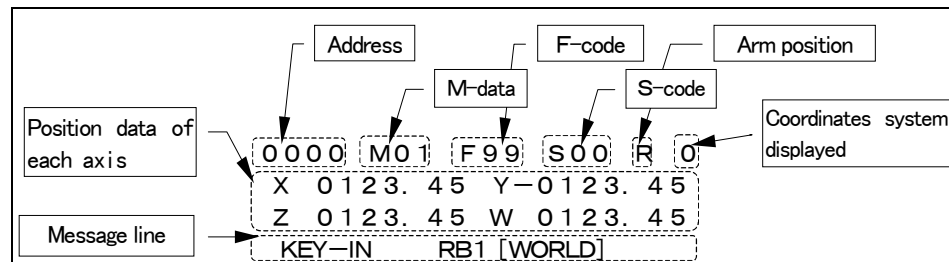 Address
F-code
Arm position
M-data
S-code
Position data of
each axis
Coordinates system
displayed
0000 M01 F99 S00 R 0
X 0123.45 Y-0123.45
Z 0123.45 W 0123.45
Message line
KEY-IN RB1 [WORLD]